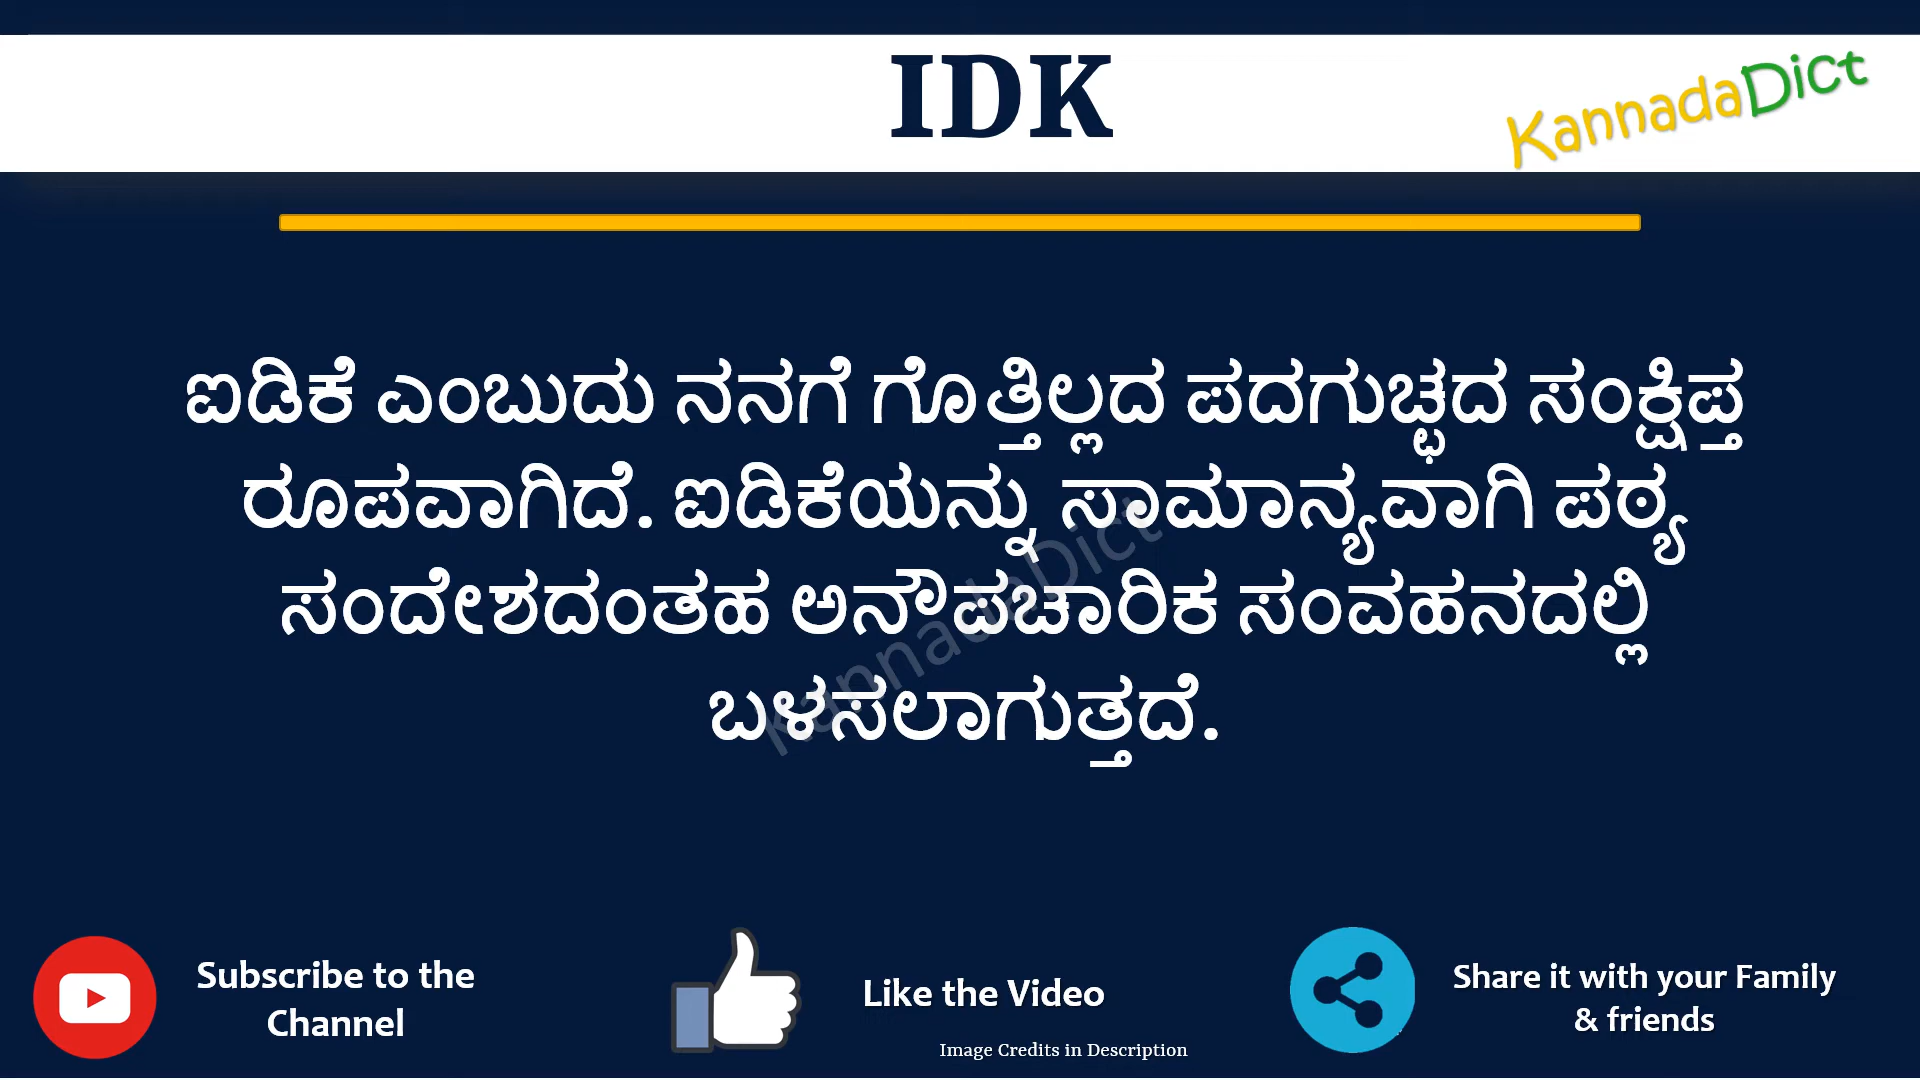 IDK
KannadaDict
ಐಡಿಕೆ ಎಂಬುದು ನನಗೆ ಗೊತ್ತಿಲ್ಲದ ಪದಗುಚ್ಛದ ಸಂಕ್ಷಿಪ್ತ
ರೂಪವಾಗಿದೆ. ಐಡಿಕೆಯನ್ನು ಸಾಮಾನ್ಯವಾಗಿ ಪಠ್ಯ
ಸಂದೇಶದಂತಹ ಅನೌಪಚಾರಿಕ ಸಂವಹನದಲ್ಲಿ
ಬಳಸಲಾಗುತ್ತದೆ.
kannadaDict
Subscribe to the
Channel
Like the Video
Share it with your Family
& friends
Image Credits in Description